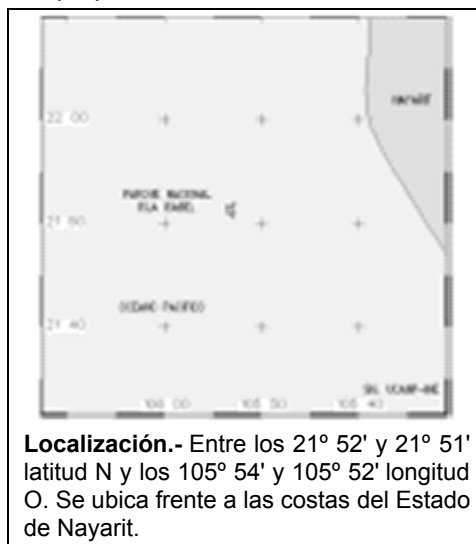 NAYARIT
22 00
PARQUE NACIONAL
ISLA ISABEL
21 50
OCEANO PACIFICO
21 40
106 00 105 50 105 40
Localización.- Entre los 21º 52' y 21º 51'
latitud N y los 105º 54' y 105º 52' longitud
O. Se ubica frente a las costas del Estado
de Nayarit.